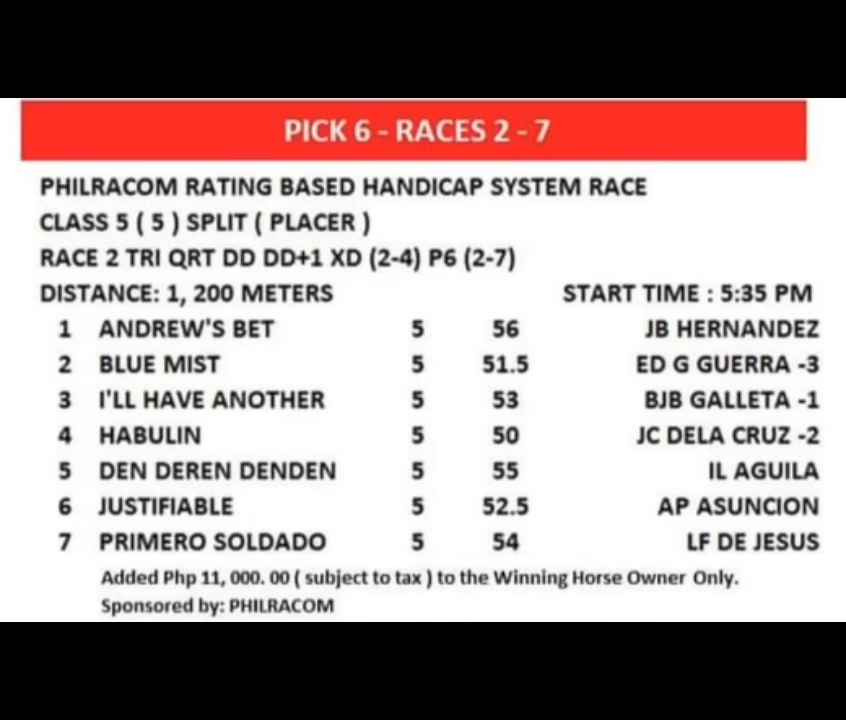 PICK 6 - RACES 2 - 7
PHILRACOM RATING BASED HANDICAP SYSTEM RACE
CLASS 5 ( 5 ) SPLIT ( PLACER )
RACE 2 TRI QRT DD DD+1 XD (2-4) P6 (2-7)
DISTANCE: 1, 200 METERS START TIME : 5:35 PM
1 ANDREW'S BET 5 56 JB HERNANDEZ
2 BLUE MIST 5 51.5 ED G GUERRA -3
3 I'LL HAVE ANOTHER 5 53 BJB GALLETA -1
4 HABULIN 5 50 JC DELA CRUZ -2
5 DEN DEREN DENDEN 5 55 IL AGUILA
6 JUSTIFIABLE 5 52.5 AP ASUNCION
7 PRIMERO SOLDADO 5 54 LF DE JESUS
Added Php 11, 000. 00 ( subject to tax ) to the Winning Horse Owner Only.
Sponsored by: PHILRACOM